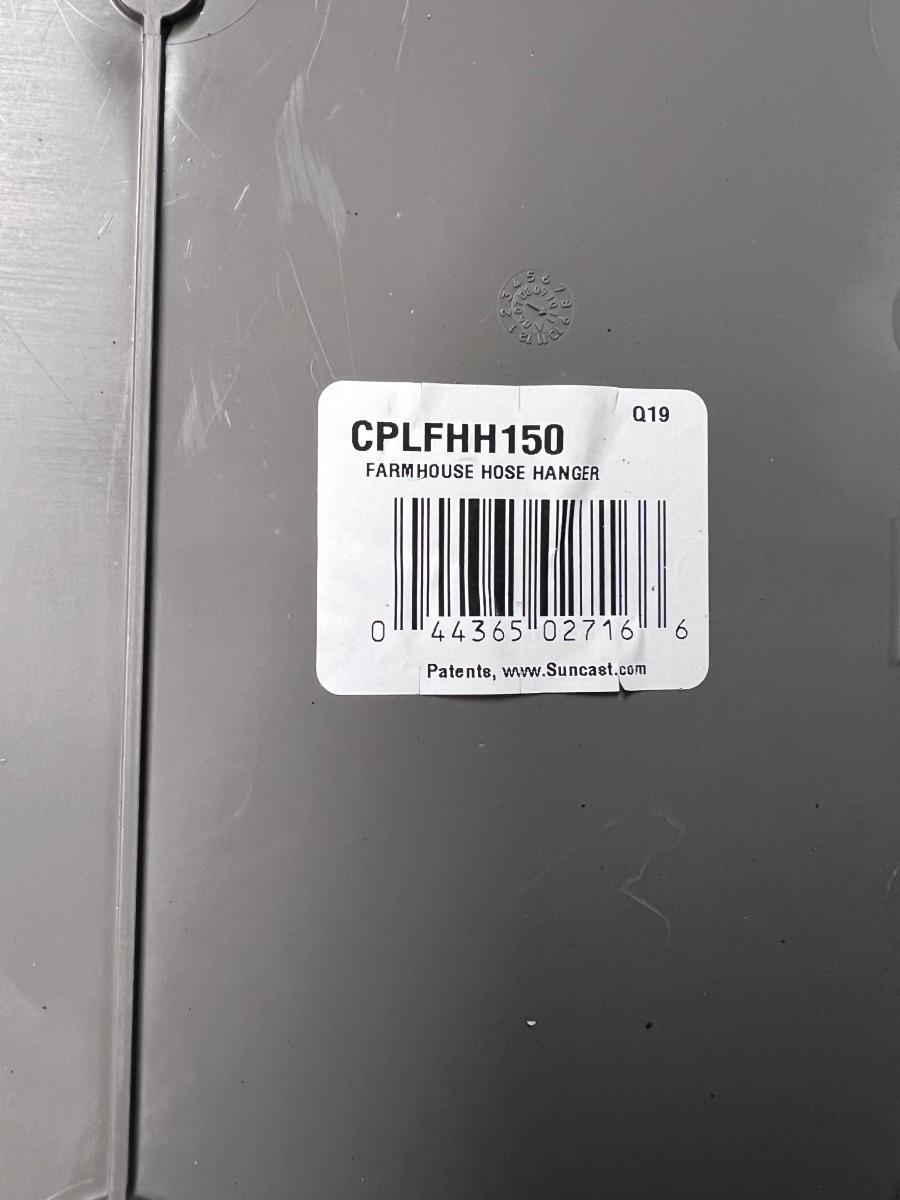 Q19
CPLFHH150
FARMHOUSE HOSE HANGER
0 44365 02716 6
Patents, www.Suncast.com